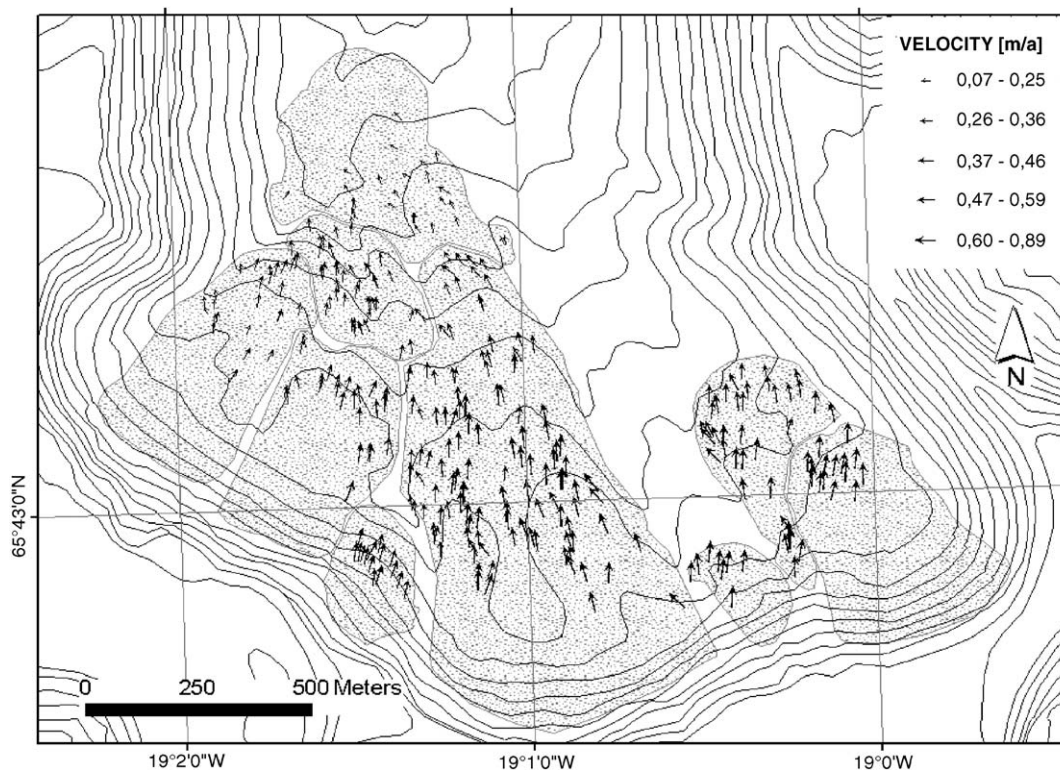 VELOCITY [m/a]
0,07 - 0,25
0,26 - 0,36
0,37 - 0,46
0,47 - 0,59
0,60 - 0,89
N
65°43'0"N
0 250 500 Meters
19°2'0"W 19°1'0"W 19°0'W